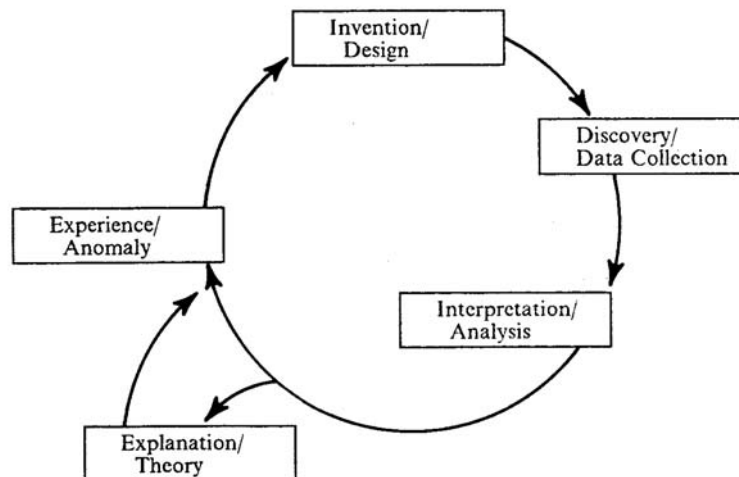 Invention/
Design
Discovery/
Data Collection
Experience/
Anomaly
Interpretation/
Analysis
Explanation/
Theory